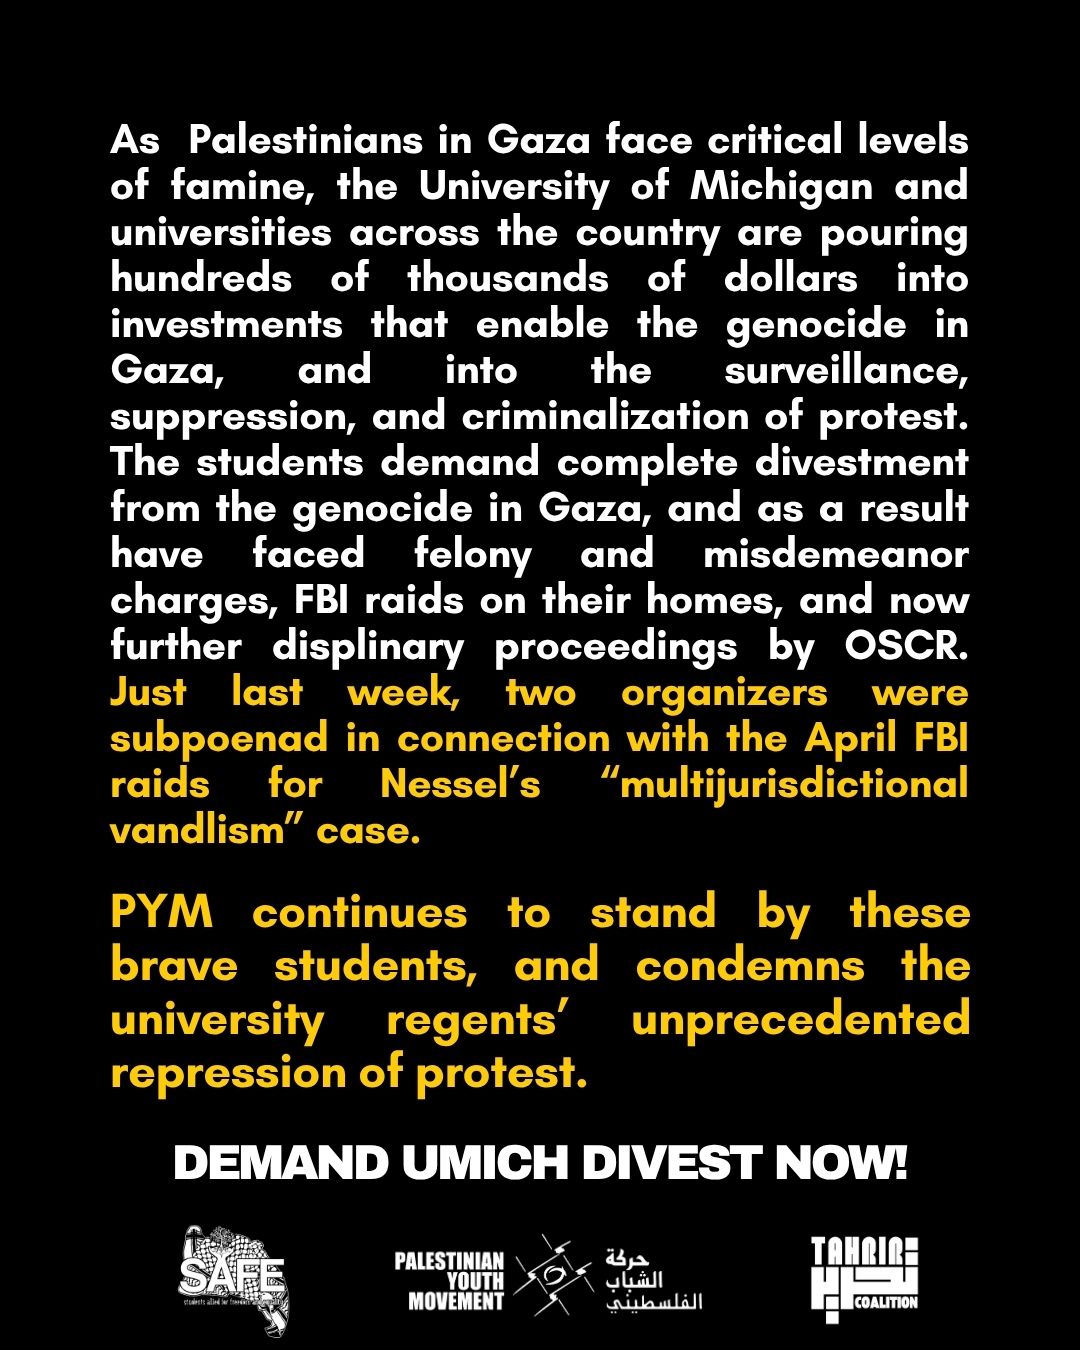 As Palestinians in Gaza face critical levels
of famine, the University of Michigan and
universities across the country are pouring
hundreds of thousands of dollars into
investments that enable the genocide in
Gaza, and into the surveillance,
suppression, and criminalization of protest.
The students demand complete divestment
from the genocide in Gaza, and as a result
have faced felony and misdemeanor
charges, FBI raids on their homes, and now
further displinary proceedings by OSCR.
Just last week, two organizers were
subpoenad in connection with the April FBI
raids for Nessel’s “multijurisdictional
vandlism” case.
PYM continues to stand by these
brave students, and condemns the
university regents’ unprecedented
repression of protest.
DEMAND UMICH DIVEST NOW!
SAFE
students allied for freedom and equality
PALESTINIAN
YOUTH
MOVEMENT
حركة
الشباب
الفلسطيني
TAHRIR
تحرير
COALITION